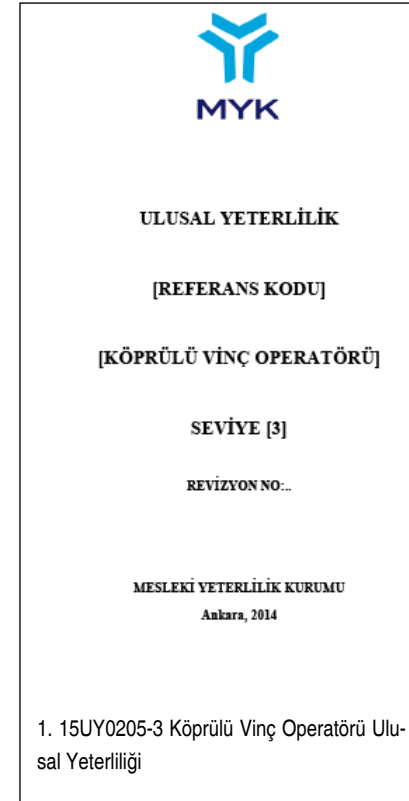 MYK
ULUSAL YETERLİLİK
[REFERANS KODU]
[KÖPRÜLÜ VİNÇ OPERATÖRÜ]
SEVİYE [3]
REVİZYON NO:..
MESLEKİ YETERLİLİK KURUMU
Ankara, 2014
1. 15UY0205-3 Köprülü Vinç Operatörü Ulu-
sal Yeterliliği